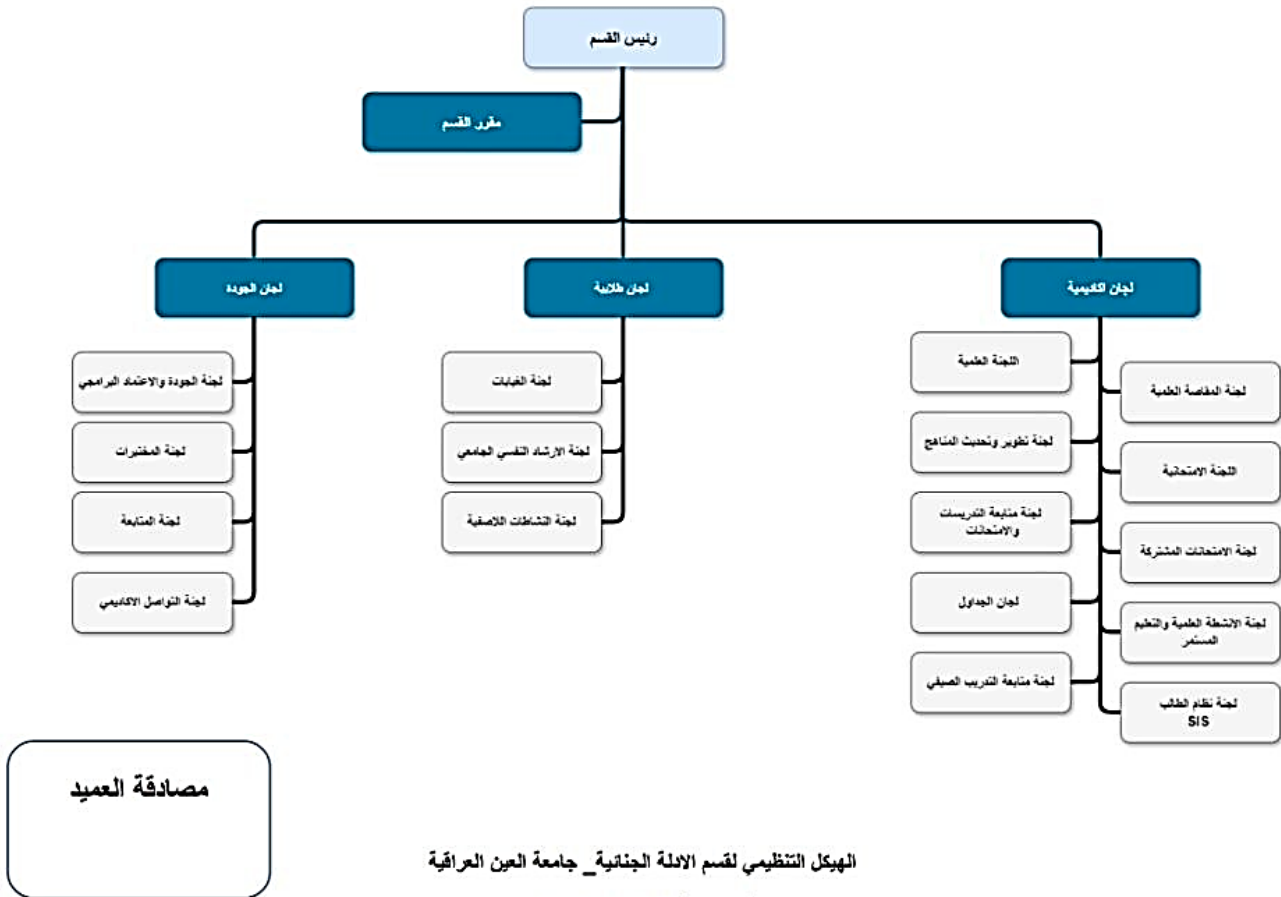 رئيس القسم
مقرر القسم
لجان اكاديمية
لجان طلابية
لجان الجودة
اللجنة العلمية
لجنة المقاصة العلمية
لجنة تطوير وتحديث المناهج
اللجنة الامتحانية
لجنة متابعة التدريسات
والامتحانات
لجنة الامتحانات المشتركة
لجان الجداول
لجنة الانشطة العلمية والتعليم
المستمر
لجنة متابعة التدريب الصيفي
لجنة نظام الطالب
SIS
لجنة الغيابات
لجنة الارشاد النفسي الجامعي
لجنة النشاطات اللاصفية
لجنة الجودة والاعتماد البرامجي
لجنة المختبرات
لجنة المتابعة
لجنة التواصل الاكاديمي
مصادقة العميد
الهيكل التنظيمي لقسم الادلة الجنائية_ جامعة العين العراقية